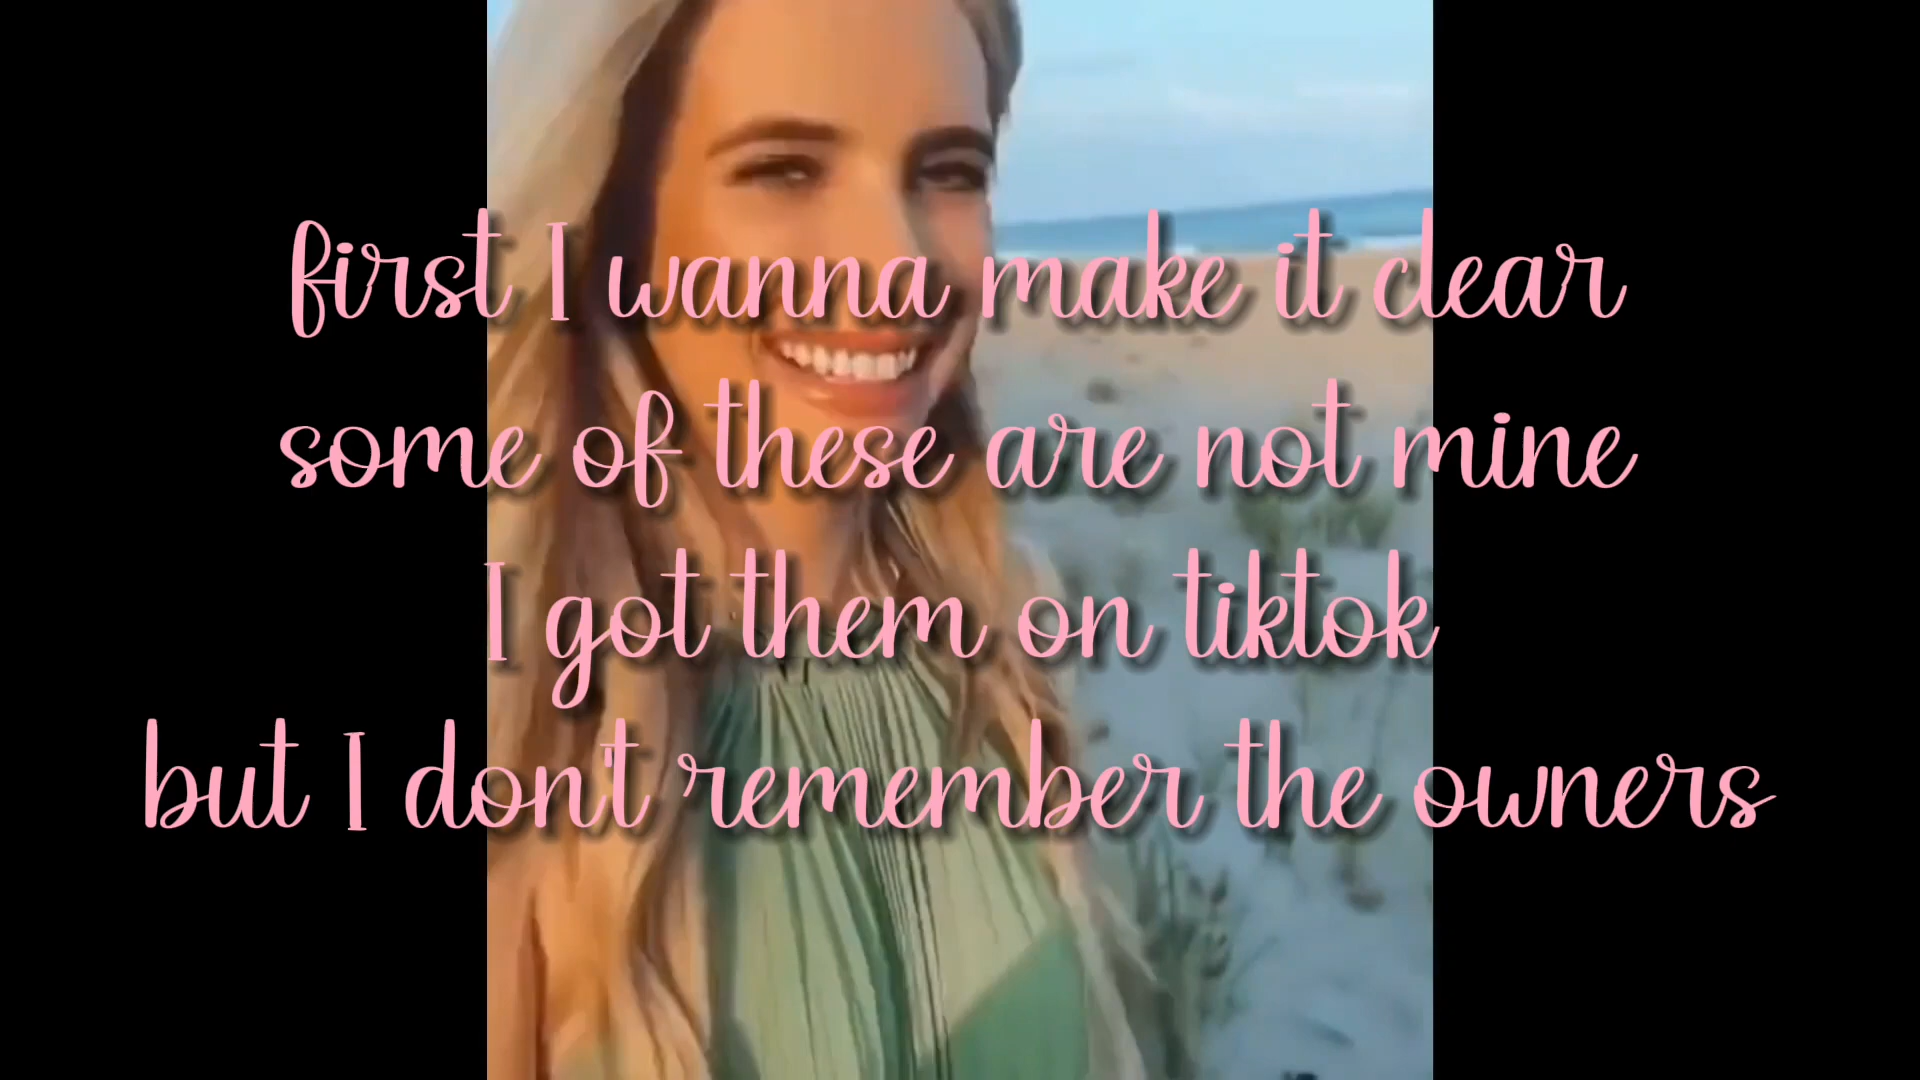 first I wanna make it clear
some of these are not mine
I got them on tiktok
but I don't remember the owners